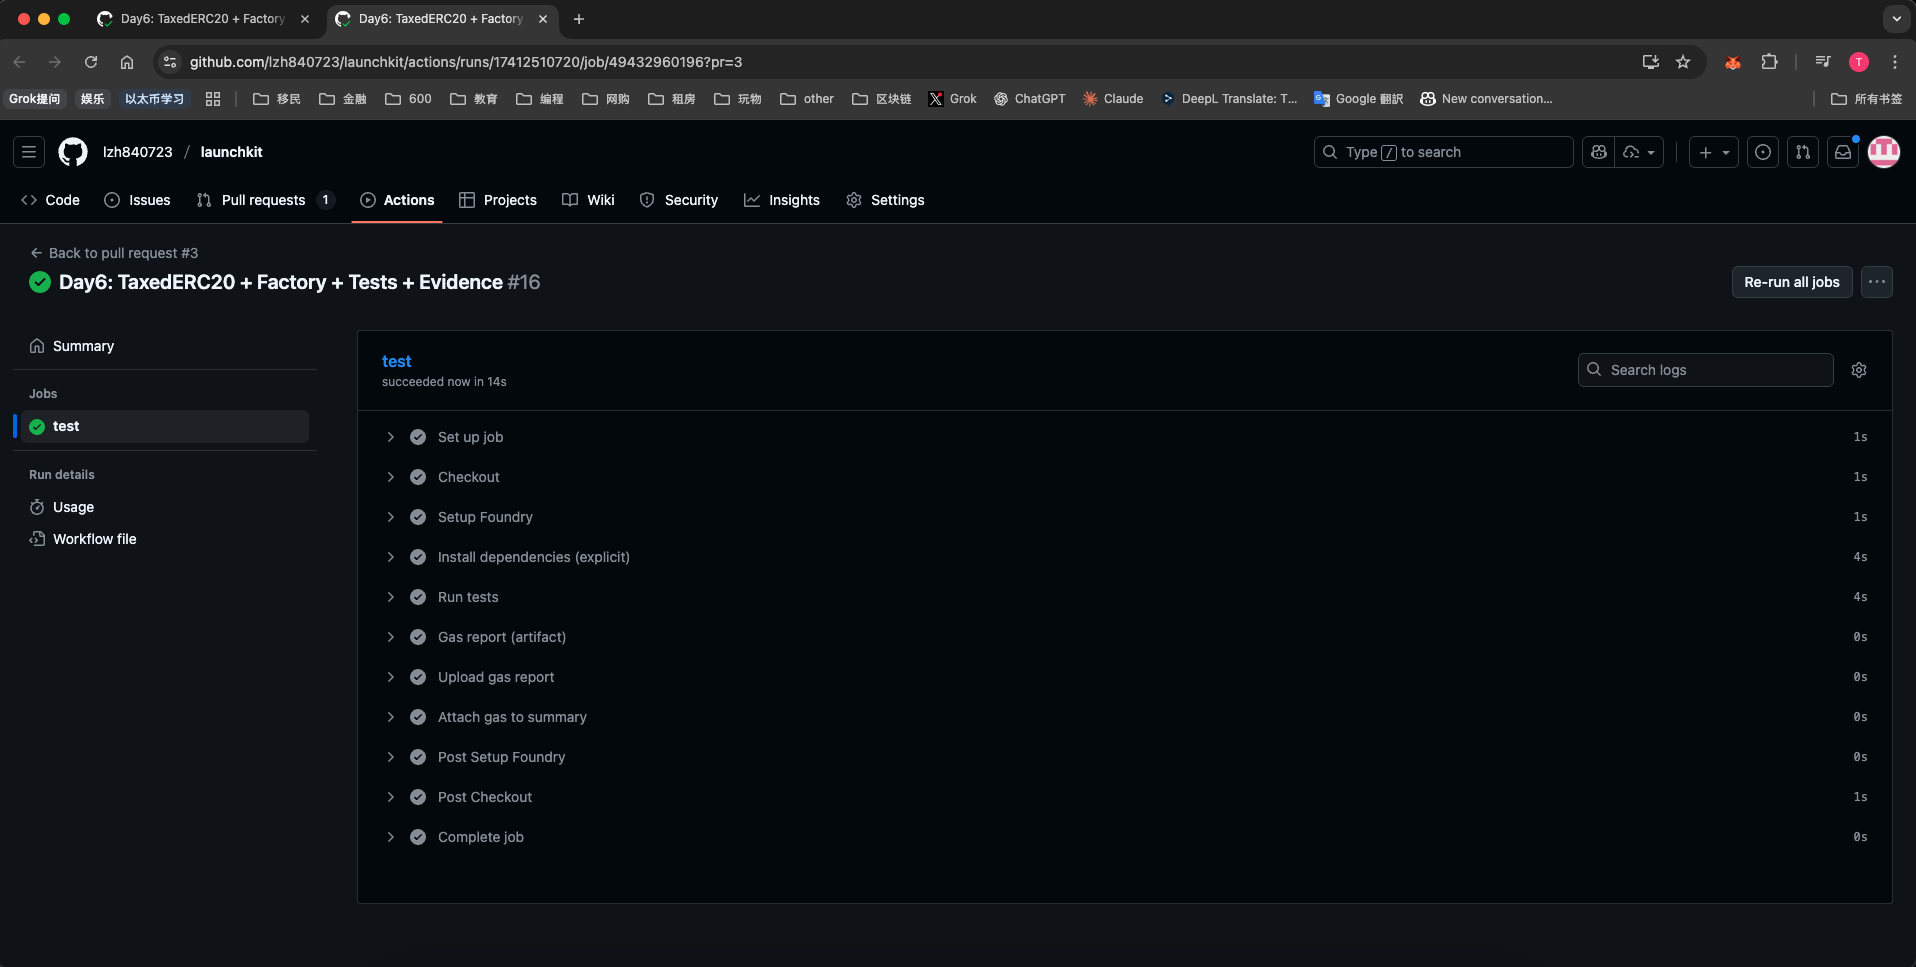 Day6: TaxedERC20 + Factory
Day6: TaxedERC20 + Factory
github.com/lzh840723/launchkit/actions/runs/17412510720/job/49432960196?pr=3
T
Grok提问 娱乐 以太币学习 移民 金融 600 教育 编程 网购 租房 玩物 other 区块链 Grok ChatGPT Claude DeepL Translate: T... Google 翻訳 New conversation... 所有书签
lzh840723 / launchkit
Type / to search
Code Issues Pull requests 1 Actions Projects Wiki Security Insights Settings
Back to pull request #3
Day6: TaxedERC20 + Factory + Tests + Evidence #16
Re-run all jobs
Summary
Jobs
test
Run details
Usage
Workflow file
test
succeeded now in 14s
Search logs
Set up job 1s
Checkout 1s
Setup Foundry 1s
Install dependencies (explicit) 4s
Run tests 4s
Gas report (artifact) 0s
Upload gas report 0s
Attach gas to summary 0s
Post Setup Foundry 0s
Post Checkout 1s
Complete job 0s